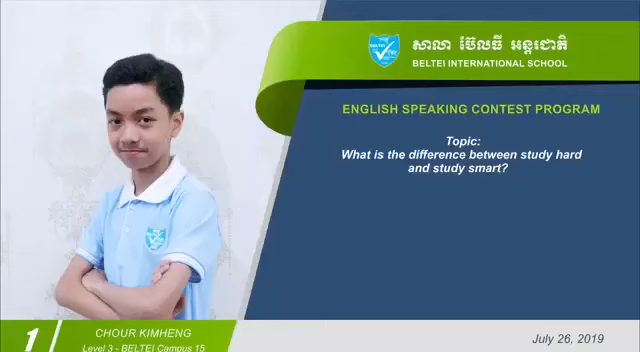 សាលា ប៊ែលធី អន្តរជាតិ
BELTEI INTERNATIONAL SCHOOL
ENGLISH SPEAKING CONTEST PROGRAM
Topic:
What is the difference between study hard
and study smart?
1
CHOUR KIMHENG
Level 3 - BELTEI Campus 15
July 26, 2019